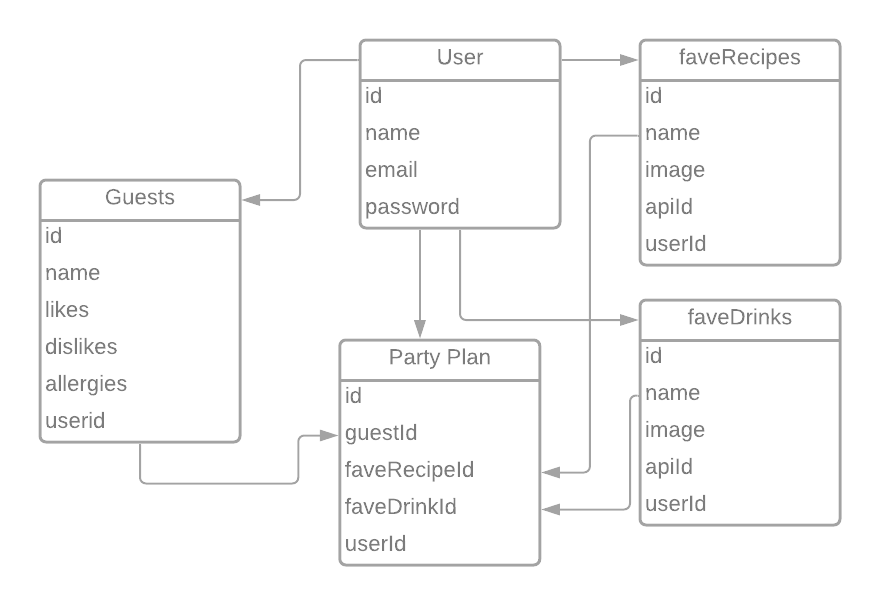 User
id
name
email
password
faveRecipes
id
name
image
apiId
userId
Guests
id
name
likes
dislikes
allergies
userid
Party Plan
id
guestId
faveRecipeId
faveDrinkId
userId
faveDrinks
id
name
image
apiId
userId